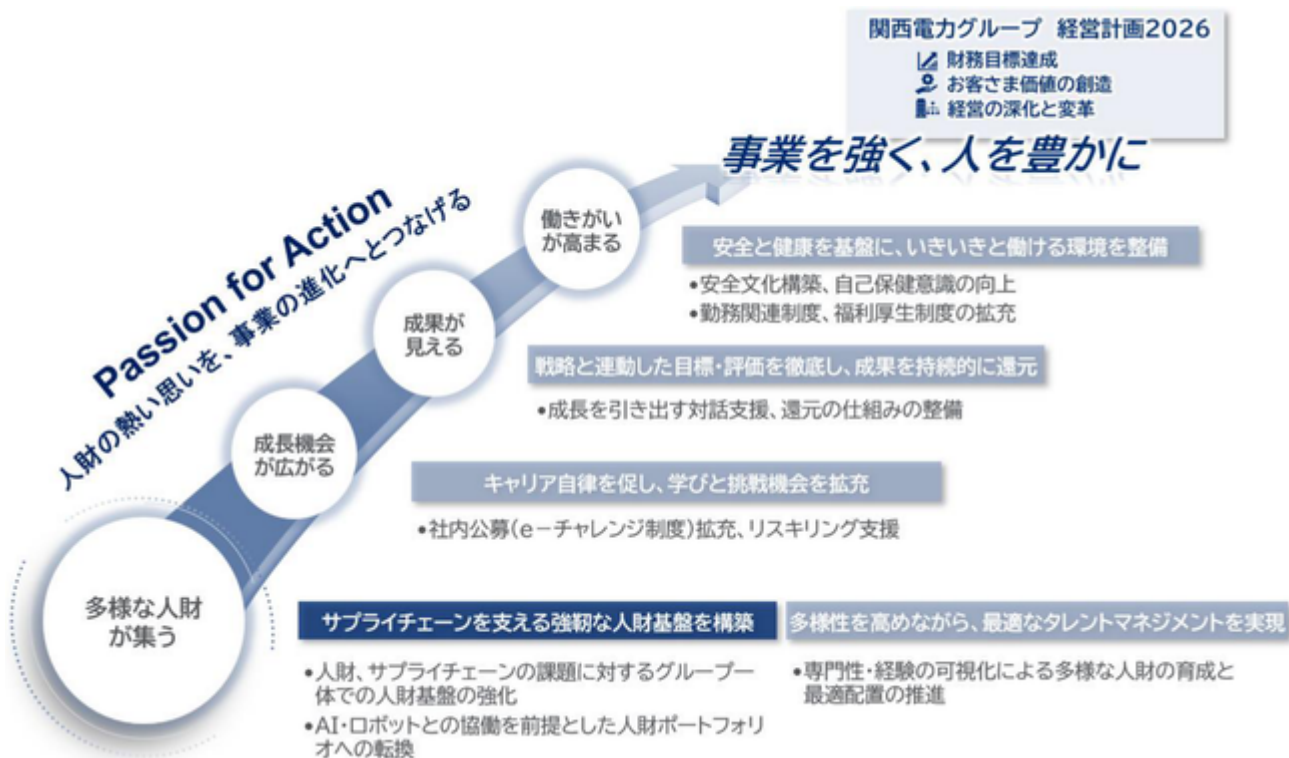 関西電力グループ 経営計画2026
財務目標達成
お客さま価値の創造
経営の深化と変革
事業を強く、人を豊かに
Passion for Action
人財の熱い思いを、事業の進化へとつなげる
働きがい
が高まる
安全と健康を基盤に、いきいきと働ける環境を整備
•安全文化構築、自己保健意識の向上
•勤務関連制度、福利厚生制度の拡充
成果が
見える
戦略と連動した目標・評価を徹底し、成果を持続的に還元
•成長を引き出す対話支援、還元の仕組みの整備
成長機会
が広がる
キャリア自律を促し、学びと挑戦機会を拡充
•社内公募(e－チャレンジ制度)拡充、リスキリング支援
多様な人財
が集う
サプライチェーンを支える強靭な人財基盤を構築
•人財、サプライチェーンの課題に対するグループ一
体での人財基盤の強化
•AI・ロボットとの協働を前提とした人財ポートフォリ
オへの転換
多様性を高めながら、最適なタレントマネジメントを実現
•専門性・経験の可視化による多様な人財の育成と
最適配置の推進